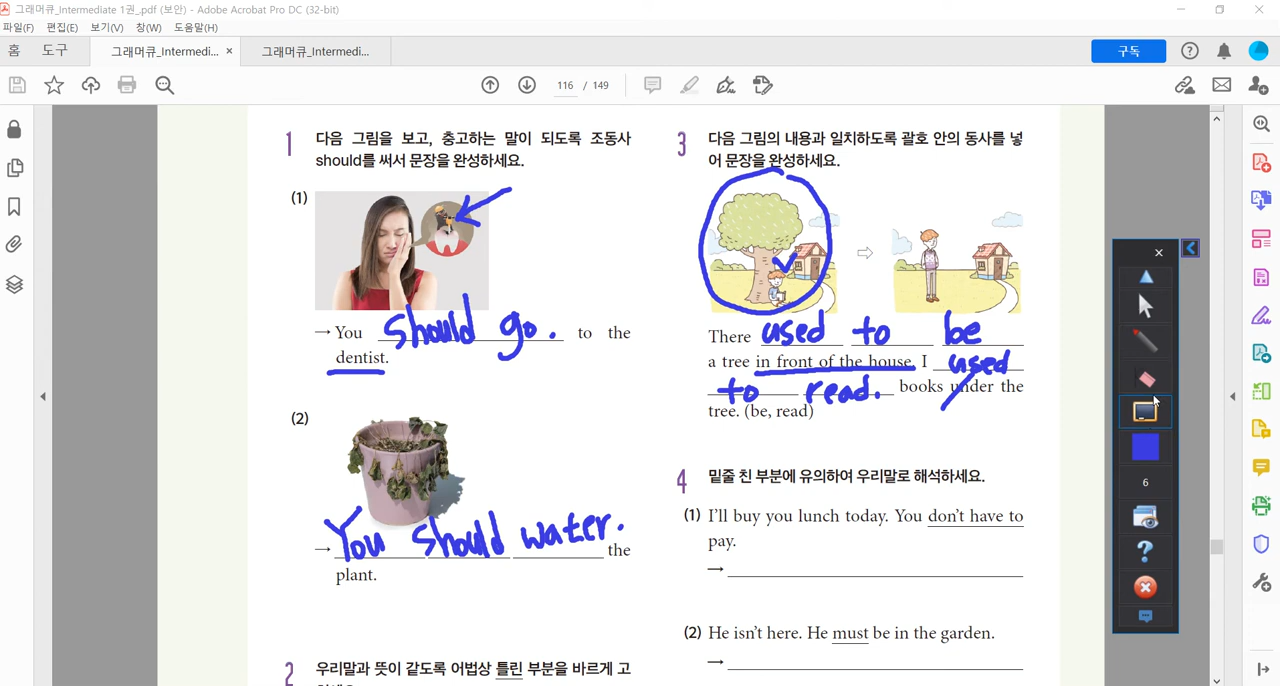 그래머큐_Intermediate 1권_.pdf (보안) - Adobe Acrobat Pro DC (32-bit)
파일(F) 편집(E) 보기(V) 창(W) 도움말(H)
홈 도구 그래머큐_Intermedi... × 그래머큐_Intermedi... 구독
116 / 149
1 다음 그림을 보고, 충고하는 말이 되도록 조동사
should를 써서 문장을 완성하세요.
(1)
→ You should go. to the
dentist.
(2)
→ You should water. the
plant.
2 우리말과 뜻이 같도록 어법상 틀린 부분을 바르게 고
3 다음 그림의 내용과 일치하도록 괄호 안의 동사를 넣
어 문장을 완성하세요.
There used to be
a tree in front of the house. I used
to read. books under the
tree. (be, read)
4 밑줄 친 부분에 유의하여 우리말로 해석하세요.
(1) I'll buy you lunch today. You don't have to
pay.
→
(2) He isn't here. He must be in the garden.
→
6